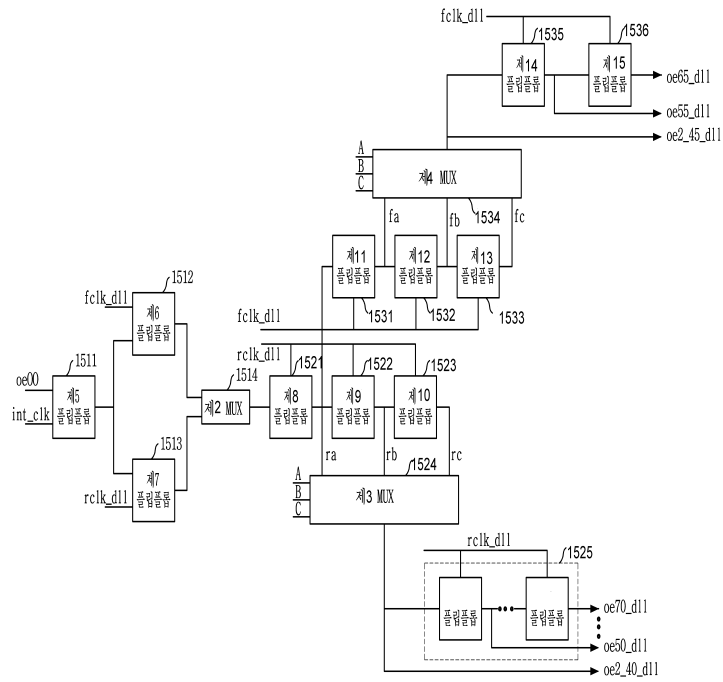 fclk_dll
1535
1536
제14
플립플롭
제15
플립플롭
oe65_dll
oe55_dll
oe2_45_dll
A
B
C
제4 MUX
1534
fa
fb
fc
제11
플립플롭
제12
플립플롭
제13
플립플롭
1531
1532
1533
fclk_dll
1512
fclk_dll
제6
플립플롭
rclk_dll
1521
1522
1523
1511
oe00
int_clk
제5
플립플롭
1514
제2 MUX
제8
플립플롭
제9
플립플롭
제10
플립플롭
1513
제7
플립플롭
rclk_dll
ra
rb
rc
1524
A
B
C
제3 MUX
rclk_dll
1525
플립플롭
플립플롭
oe70_dll
oe50_dll
oe2_40_dll